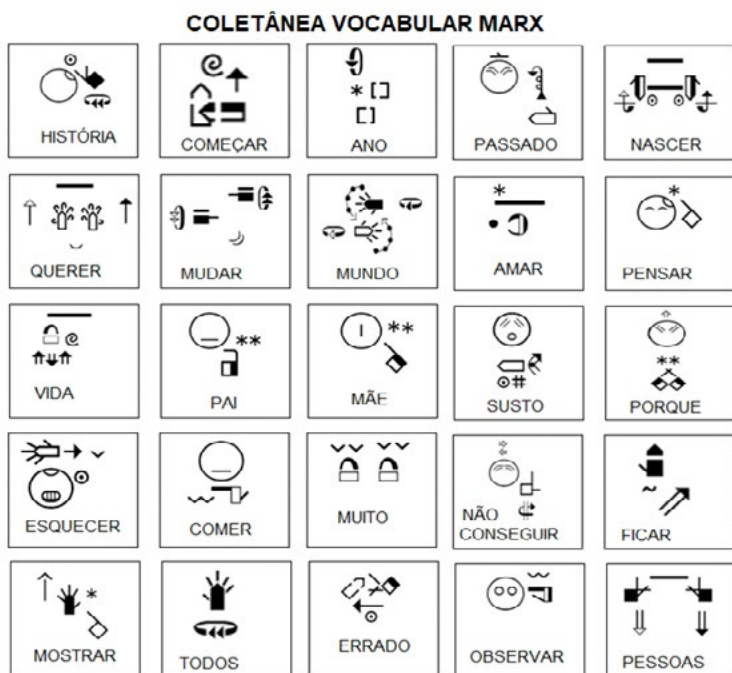 COLETÂNEA VOCABULAR MARX
HISTÓRIA
COMEÇAR
ANO
PASSADO
NASCER
QUERER
MUDAR
MUNDO
AMAR
PENSAR
VIDA
PAI
MÃE
SUSTO
PORQUE
ESQUECER
COMER
MUITO
NÃO
CONSEGUIR
FICAR
MOSTRAR
TODOS
ERRADO
OBSERVAR
PESSOAS